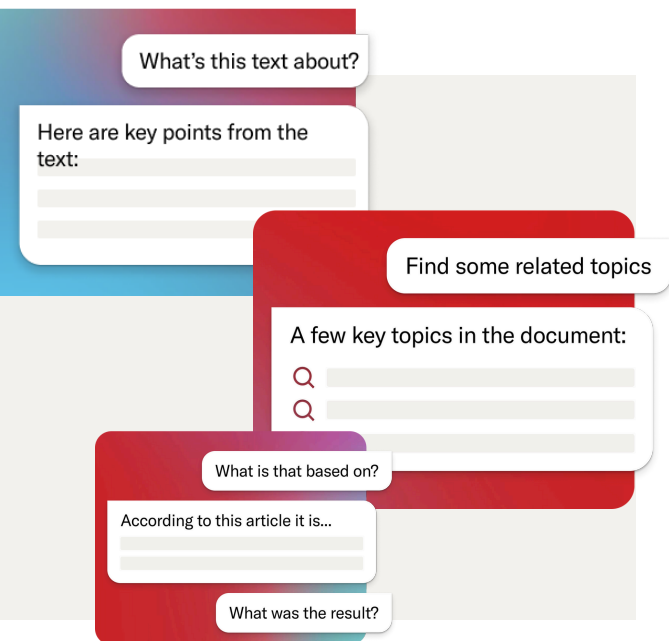 What’s this text about?
Here are key points from the
text:
Find some related topics
A few key topics in the document:
What is that based on?
According to this article it is...
What was the result?